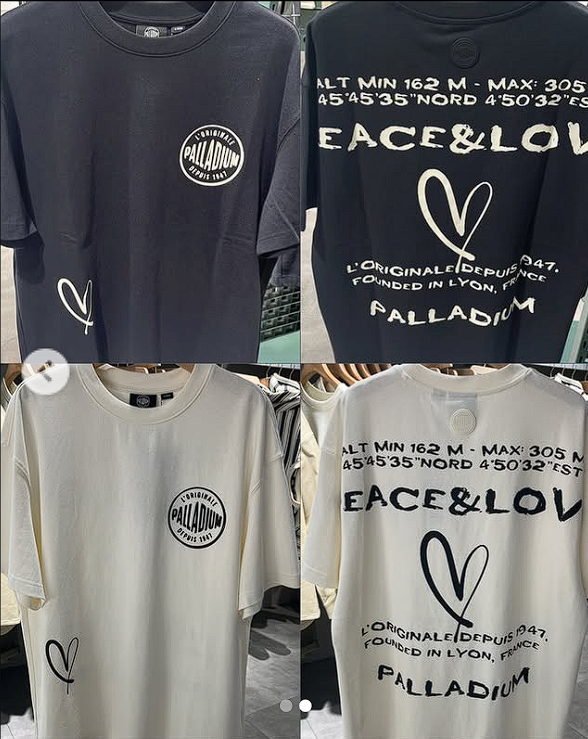 L'ORIGINALE
PALLADIUM
DEPUIS 1947
ALT MIN 162 M - MAX: 305
45°45'35"NORD 4°50'32"ES
EACE&LOV
L'ORIGINALE DEPUIS 1947.
FOUNDED IN LYON, FRANCE
PALLADIUM
L'ORIGINALE
PALLADIUM
DEPUIS 1947
ALT MIN 162 M - MAX: 305 M
45°45'35"NORD 4°50'32"EST
EACE&LOV
L'ORIGINALE DEPUIS 1947.
FOUNDED IN LYON, FRANCE
PALLADIUM